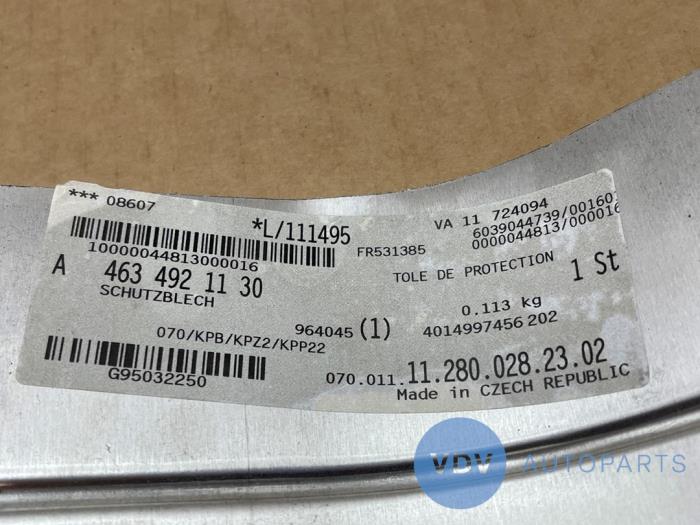 *** 08607
*L/111495
VA 11 724094
6039044739/00160
FR531385
0000044813/000016
10000044813000016
A 463 492 11 30
TOLE DE PROTECTION
1 St
SCHUTZBLECH
0.113 kg
070/KPB/KPZ2/KPP22
964045 (1)
4014997456 202
G95032250
070.011.11.280.028.23.02
Made in CZECH REPUBLIC
VDV AUTOPARTS